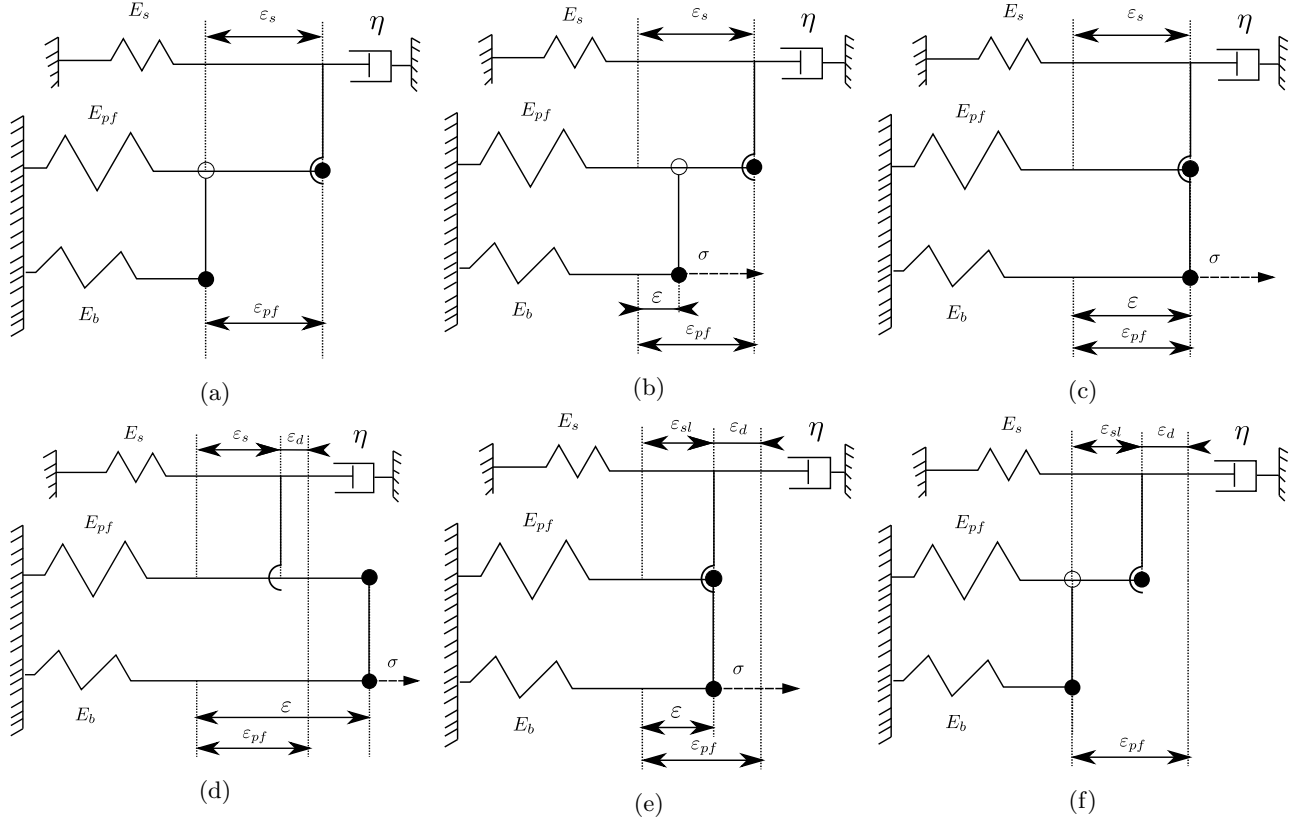 E_s
ε_s
η
E_pf
E_b
ε_pf
(a)
E_s
ε_s
η
E_pf
σ
E_b
ε
ε_pf
(b)
E_s
ε_s
η
E_pf
σ
E_b
ε
ε_pf
(c)
E_s
ε_s
ε_d
η
E_pf
σ
E_b
ε
ε_pf
(d)
E_s
ε_sl
ε_d
η
E_pf
σ
E_b
ε
ε_pf
(e)
E_s
ε_sl
ε_d
η
E_pf
E_b
ε_pf
(f)